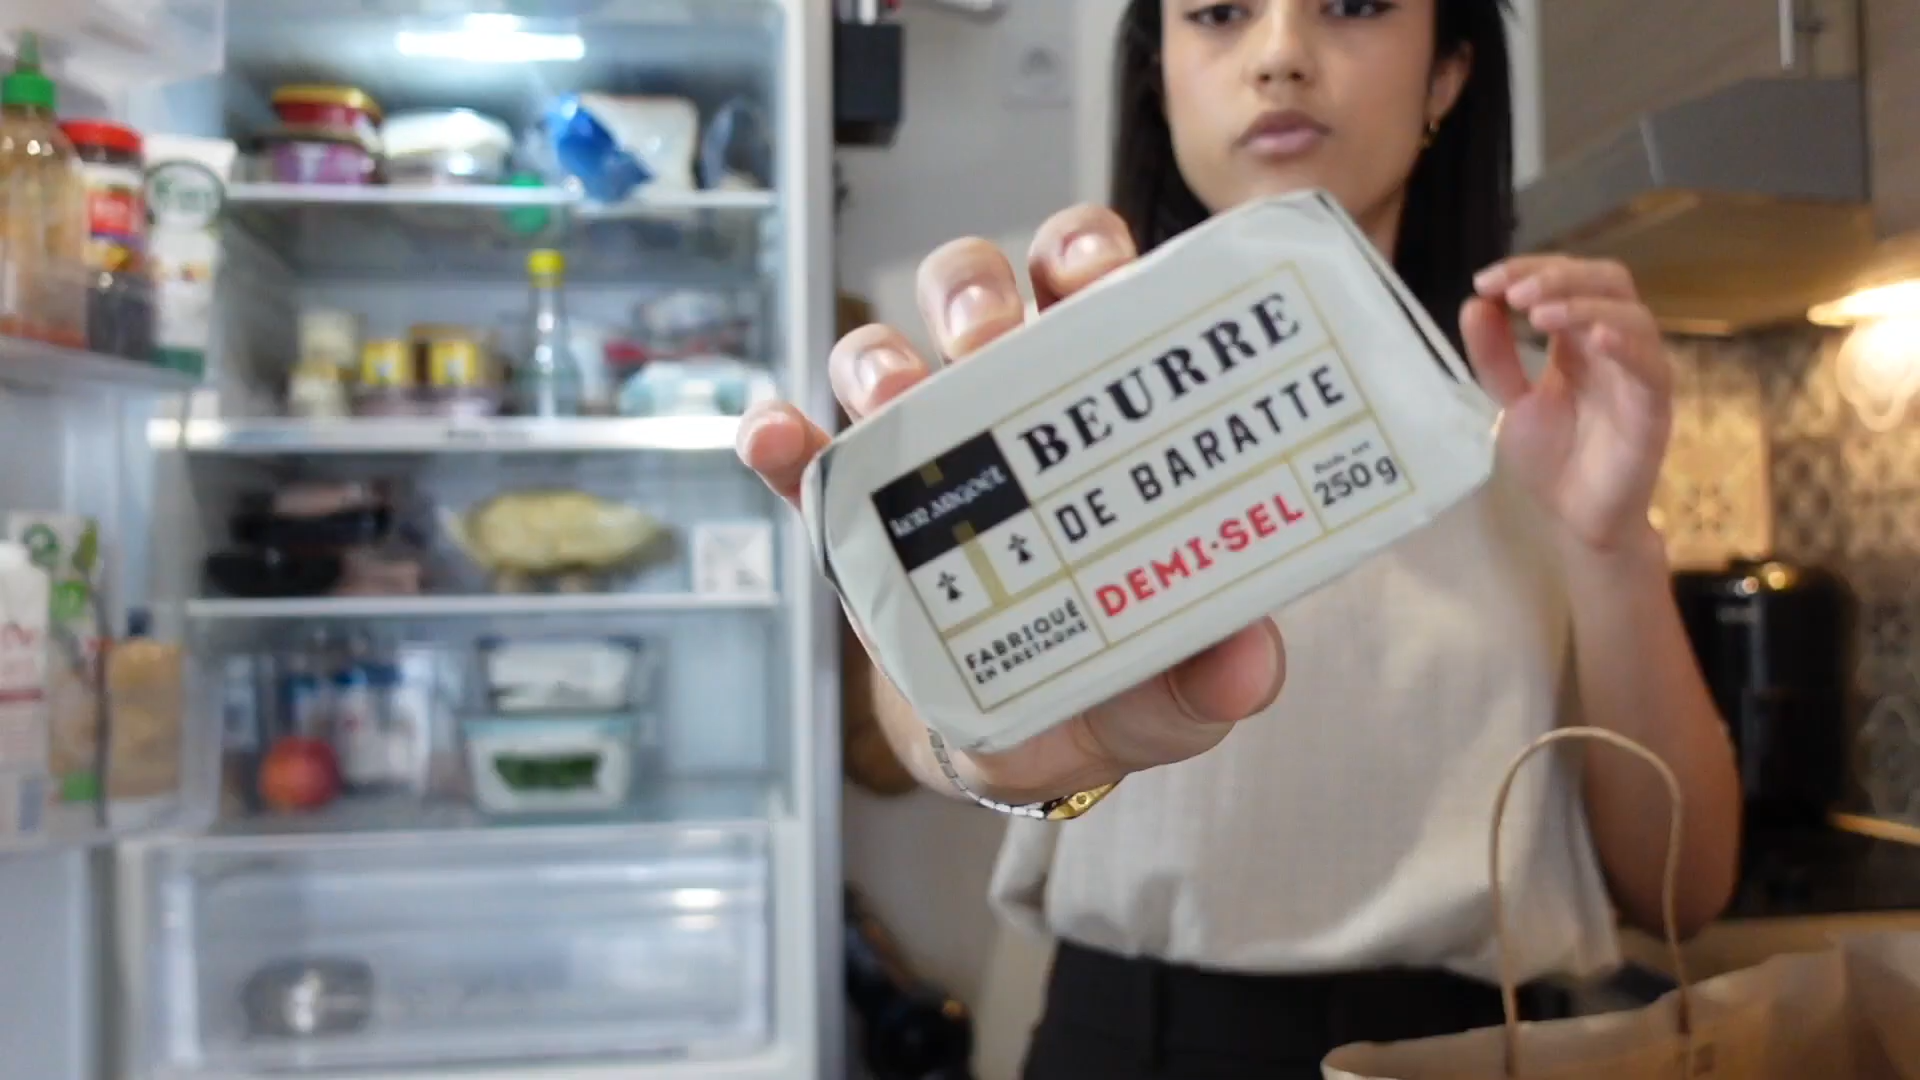 BEURRE
DE BARATTE
DEMI·SEL
250 g
FABRIQUÉ
EN BRETAGNE